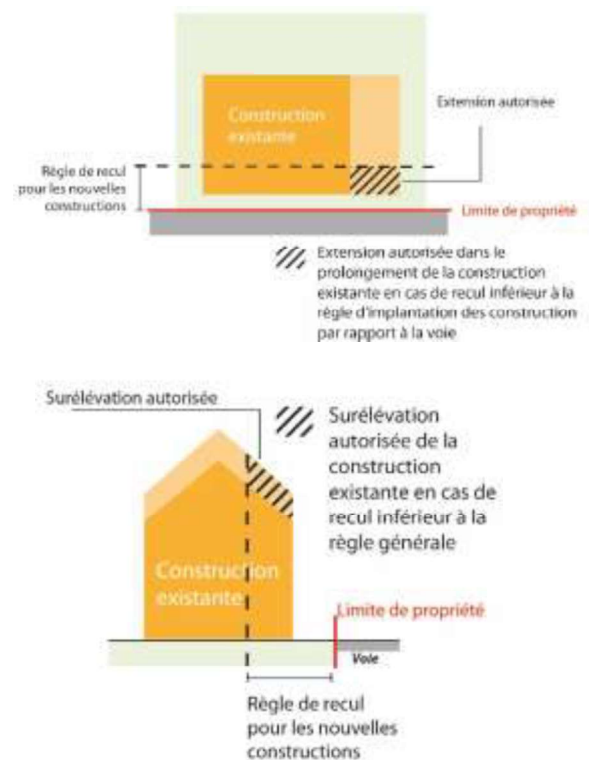 Construction
existante
Extension autorisée
Règle de recul
pour les nouvelles
constructions
Limite de propriété
Extension autorisée dans le
prolongement de la construction
existante en cas de recul inférieur à la
règle d'implantation des construction
par rapport à la voie
Surélévation autorisée
Surélévation
autorisée de la
construction
existante en cas de
recul inférieur à la
règle générale
Construction
existante
Limite de propriété
Voie
Règle de recul
pour les nouvelles
constructions